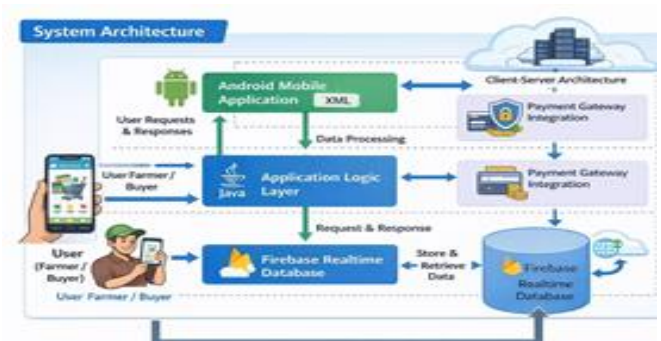 System Architecture
Android Mobile
Application XML
Client-Server Architecture
User Requests
& Responses
Payment Gateway
Integration
Data Processing
User Farmer /
Buyer
Java
Application Logic
Layer
Payment Gateway
Integration
Request & Response
User
(Farmer /
Buyer)
Firebase Realtime
Database
Store &
Retrieve
Data
Firebase
Realtime
Database
User Farmer / Buyer